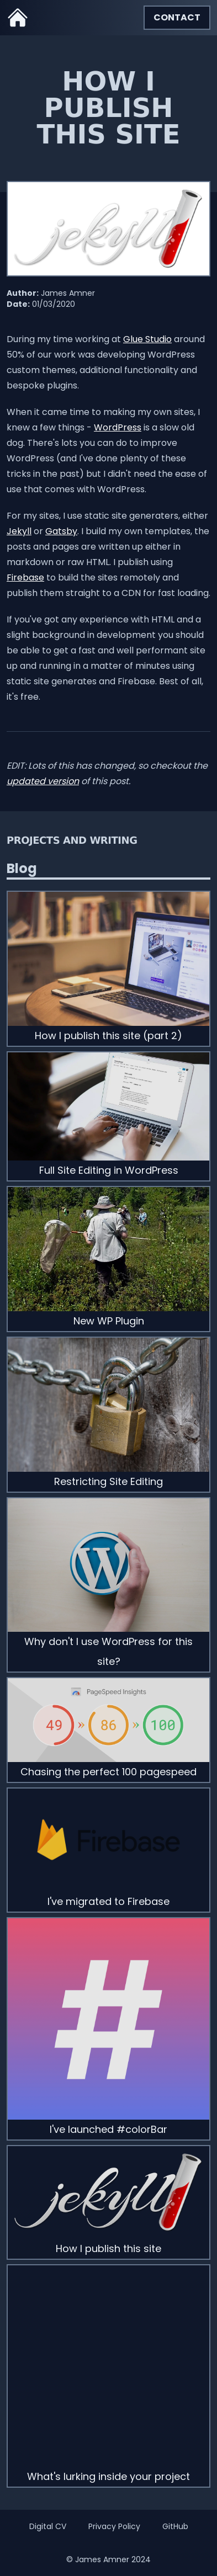 CONTACT
HOW I
PUBLISH
THIS SITE
jekyll
Author: James Amner
Date: 01/03/2020
During my time working at Glue Studio around
50% of our work was developing WordPress
custom themes, additional functionality and
bespoke plugins.
When it came time to making my own sites, I
knew a few things - WordPress is a slow old
dog. There's lots you can do to improve
WordPress (and I've done plenty of these
tricks in the past) but I didn't need the ease of
use that comes with WordPress.
For my sites, I use static site generaters, either
Jekyll or Gatsby. I build my own templates, the
posts and pages are written up either in
markdown or raw HTML. I publish using
Firebase to build the sites remotely and
publish them straight to a CDN for fast loading.
If you've got any experience with HTML and a
slight background in development you should
be able to get a fast and well performant site
up and running in a matter of minutes using
static site generates and Firebase. Best of all,
it's free.
EDIT: Lots of this has changed, so checkout the
updated version of this post.
PROJECTS AND WRITING
Blog
How I publish this site (part 2)
Full Site Editing in WordPress
New WP Plugin
Restricting Site Editing
Why don't I use WordPress for this
site?
PageSpeed Insights
49 » 86 » 100
Chasing the perfect 100 pagespeed
Firebase
I've migrated to Firebase
#
I've launched #colorBar
jekyll
How I publish this site
What's lurking inside your project
Digital CV Privacy Policy GitHub
© James Amner 2024